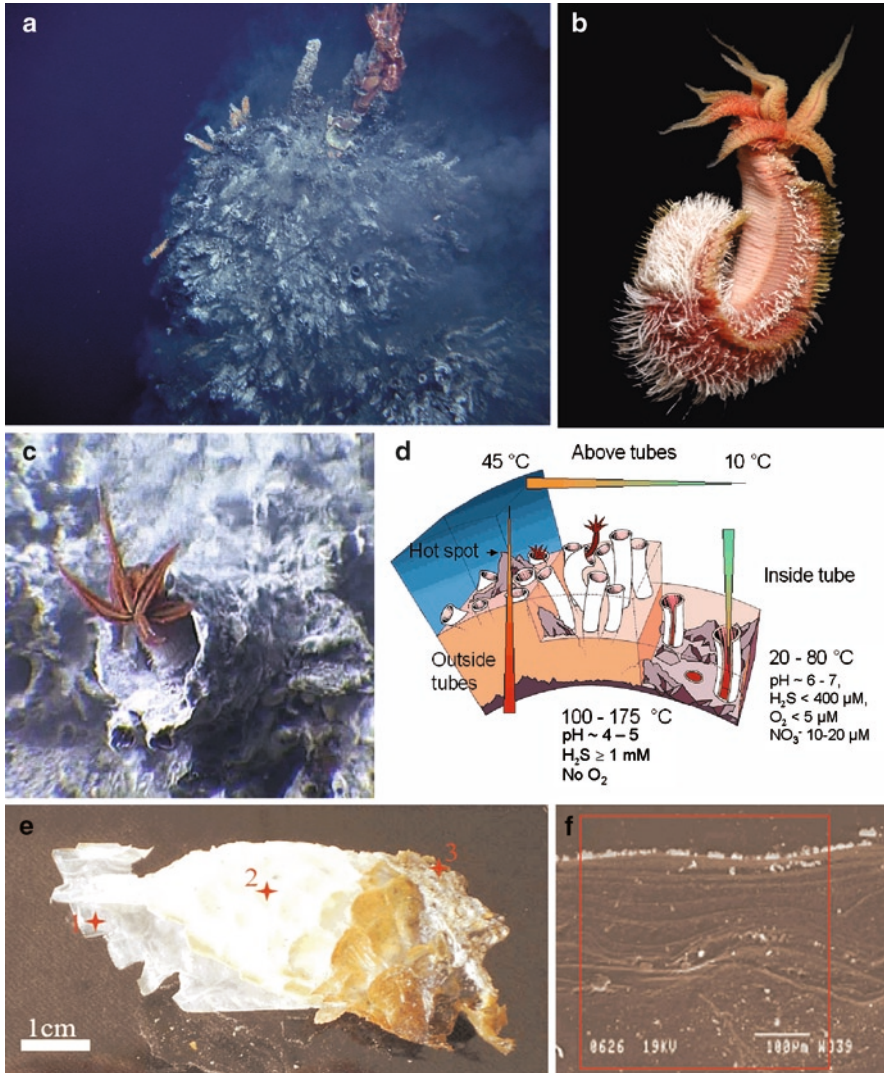 a
b
c
d
45 °C
Above tubes
10 °C
Hot spot
Inside tube
Outside
tubes
20 - 80 °C
pH ~ 6 - 7,
H₂S < 400 µM,
O₂ < 5 µM
NO₃⁻ 10-20 µM
100 - 175 °C
pH ~ 4 – 5
H₂S ≥ 1 mM
No O₂
e
1
2
3
1cm
f
0626 19KV 100µm WD39